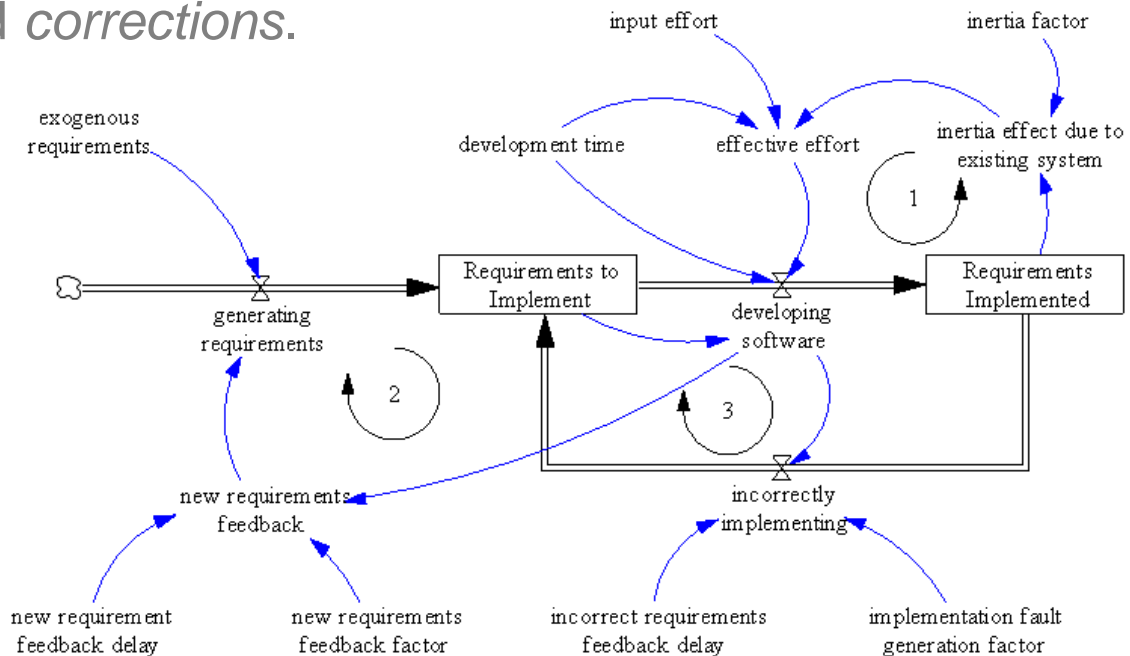 corrections.
input effort
inertia factor
exogenous
requirements
development time
effective effort
inertia effect due to
existing system
1
Requirements to
Implement
Requirements
Implemented
generating
requirements
developing
software
2
3
new requirements
feedback
incorrectly
implementing
new requirement
feedback delay
new requirements
feedback factor
incorrect requirements
feedback delay
implementation fault
generation factor